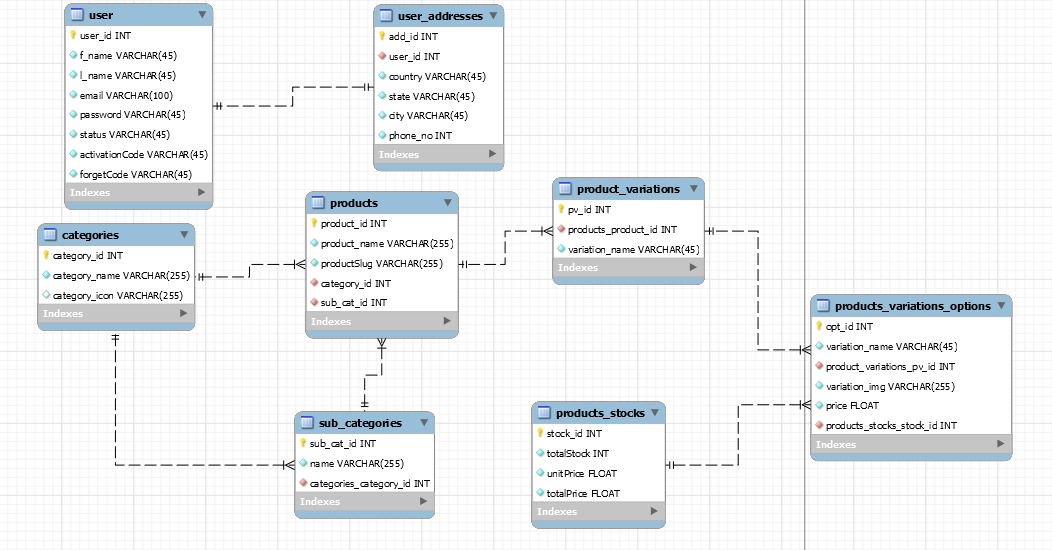 user
user_id INT
f_name VARCHAR(45)
l_name VARCHAR(45)
email VARCHAR(100)
password VARCHAR(45)
status VARCHAR(45)
activationCode VARCHAR(45)
forgetCode VARCHAR(45)
Indexes
user_addresses
add_id INT
user_id INT
country VARCHAR(45)
state VARCHAR(45)
city VARCHAR(45)
phone_no INT
Indexes
categories
category_id INT
category_name VARCHAR(255)
category_icon VARCHAR(255)
Indexes
products
product_id INT
product_name VARCHAR(255)
productSlug VARCHAR(255)
category_id INT
sub_cat_id INT
Indexes
product_variations
pv_id INT
products_product_id INT
variation_name VARCHAR(45)
Indexes
products_variations_options
opt_id INT
variation_name VARCHAR(45)
product_variations_pv_id INT
variation_img VARCHAR(255)
price FLOAT
products_stocks_stock_id INT
Indexes
sub_categories
sub_cat_id INT
name VARCHAR(255)
categories_category_id INT
Indexes
products_stocks
stock_id INT
totalStock INT
unitPrice FLOAT
totalPrice FLOAT
Indexes